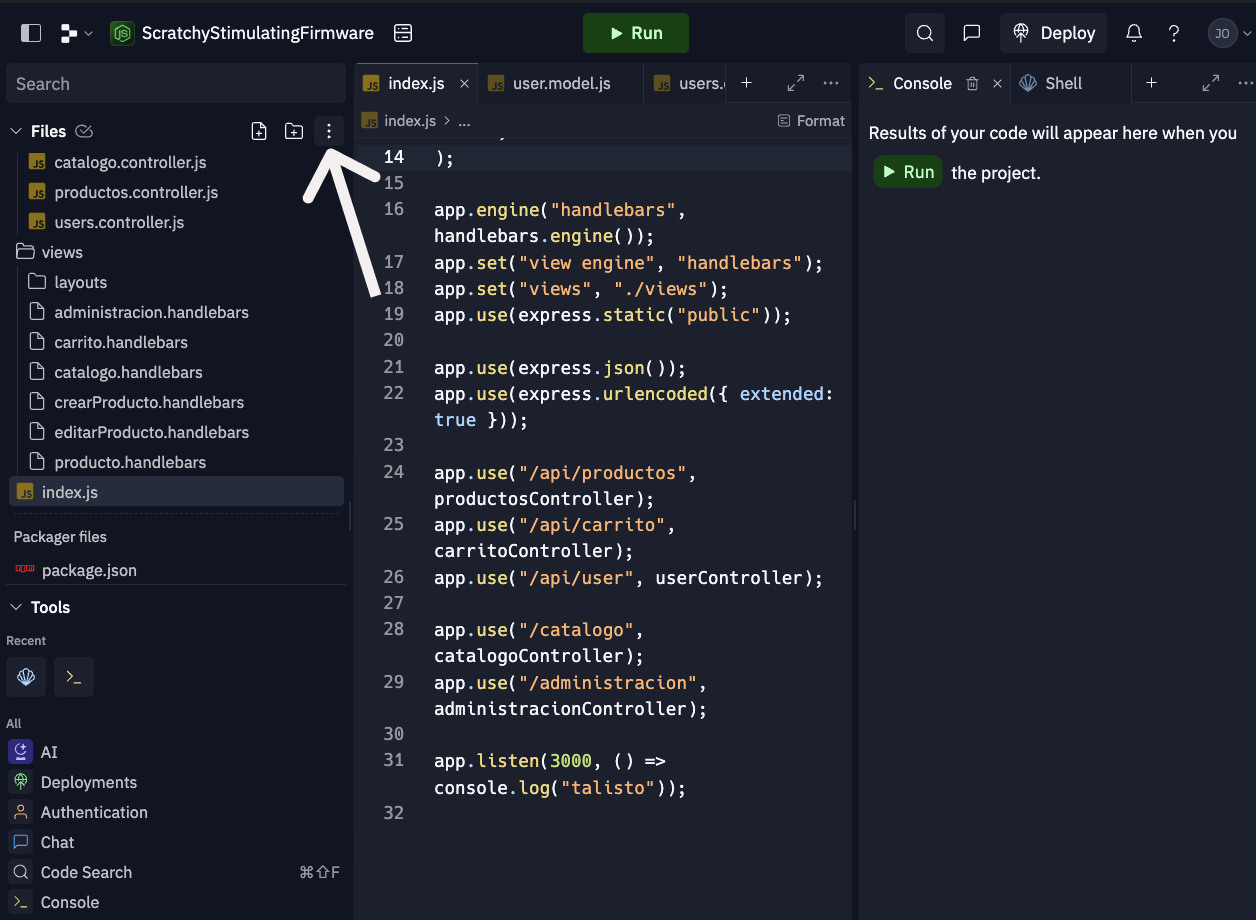 ScratchyStimulatingFirmware
Run
Deploy
JO
Search
Files
catalogo.controller.js
productos.controller.js
users.controller.js
views
layouts
administracion.handlebars
carrito.handlebars
catalogo.handlebars
crearProducto.handlebars
editarProducto.handlebars
producto.handlebars
index.js
Packager files
package.json
Tools
Recent
All
AI
Deployments
Authentication
Chat
Code Search ⌘⇧F
Console
index.js
user.model.js
users.
index.js > ...
Format
14 );
15
16 app.engine("handlebars",
handlebars.engine());
17 app.set("view engine", "handlebars");
18 app.set("views", "./views");
19 app.use(express.static("public"));
20
21 app.use(express.json());
22 app.use(express.urlencoded({ extended:
true }));
23
24 app.use("/api/productos",
productosController);
25 app.use("/api/carrito",
carritoController);
26 app.use("/api/user", userController);
27
28 app.use("/catalogo",
catalogoController);
29 app.use("/administracion",
administracionController);
30
31 app.listen(3000, () =>
console.log("talisto"));
32
Console
Shell
Results of your code will appear here when you
Run the project.